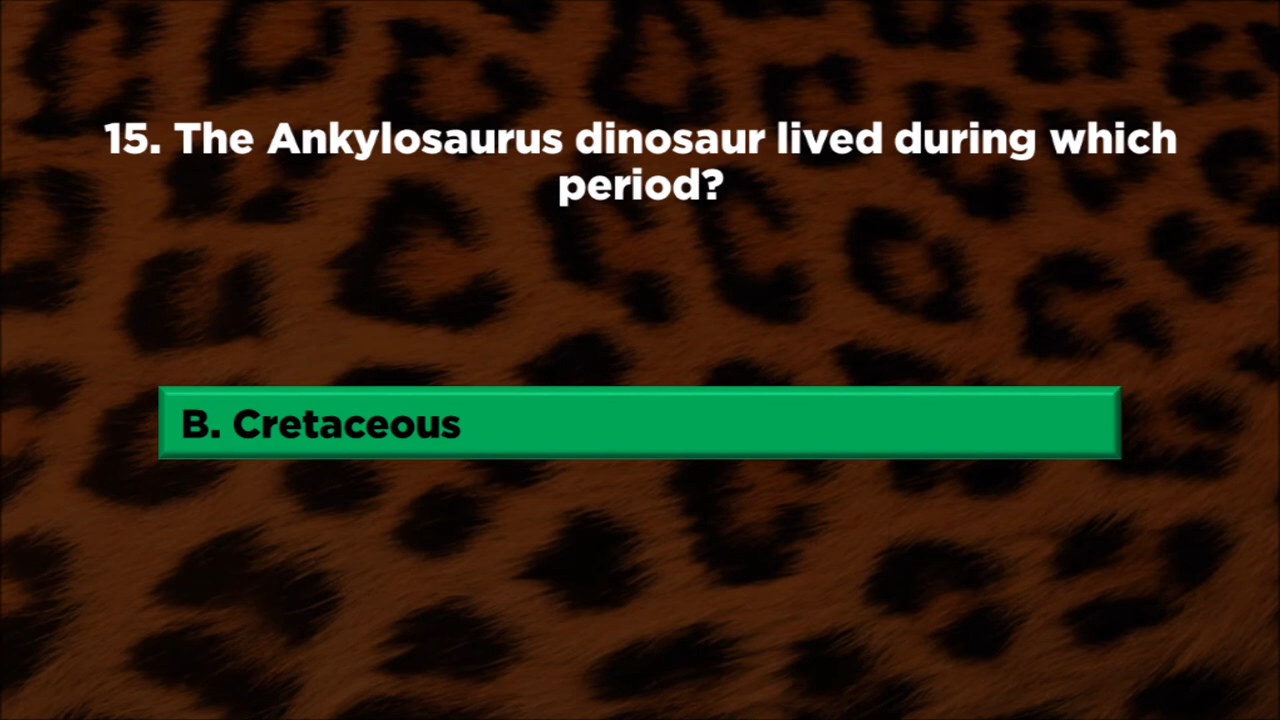 15. The Ankylosaurus dinosaur lived during which
period?
B. Cretaceous